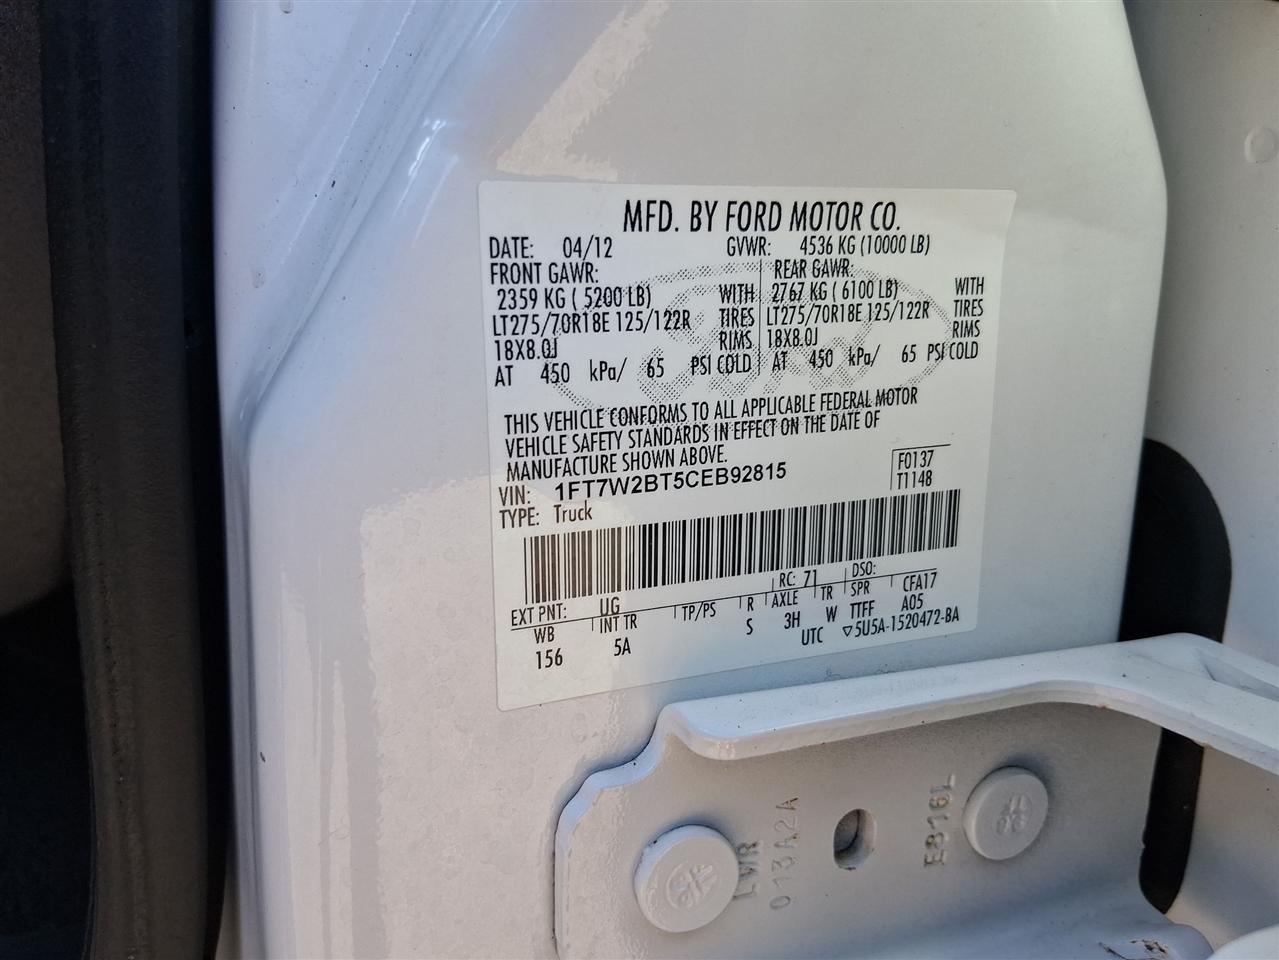 MFD. BY FORD MOTOR CO.
DATE: 04/12 GVWR: 4536 KG (10000 LB)
FRONT GAWR: REAR GAWR:
2359 KG ( 5200 LB) WITH 2767 KG ( 6100 LB) WITH
LT275/70R18E 125/122R TIRES LT275/70R18E 125/122R TIRES
18X8.0J RIMS 18X8.0J RIMS
AT 450 kPa/ 65 PSI COLD AT 450 kPa/ 65 PSI COLD
THIS VEHICLE CONFORMS TO ALL APPLICABLE FEDERAL MOTOR
VEHICLE SAFETY STANDARDS IN EFFECT ON THE DATE OF
MANUFACTURE SHOWN ABOVE.
VIN: 1FT7W2BT5CEB92815 F0137
TYPE: Truck T1148
EXT PNT: UG RC: 71 DSO:
WB INT TR TP/PS R AXLE TR SPR CFA17
156 5A S 3H W TTFF A05
UTC ▽5U5A-1520472-BA
LWR
013A2A
E816L